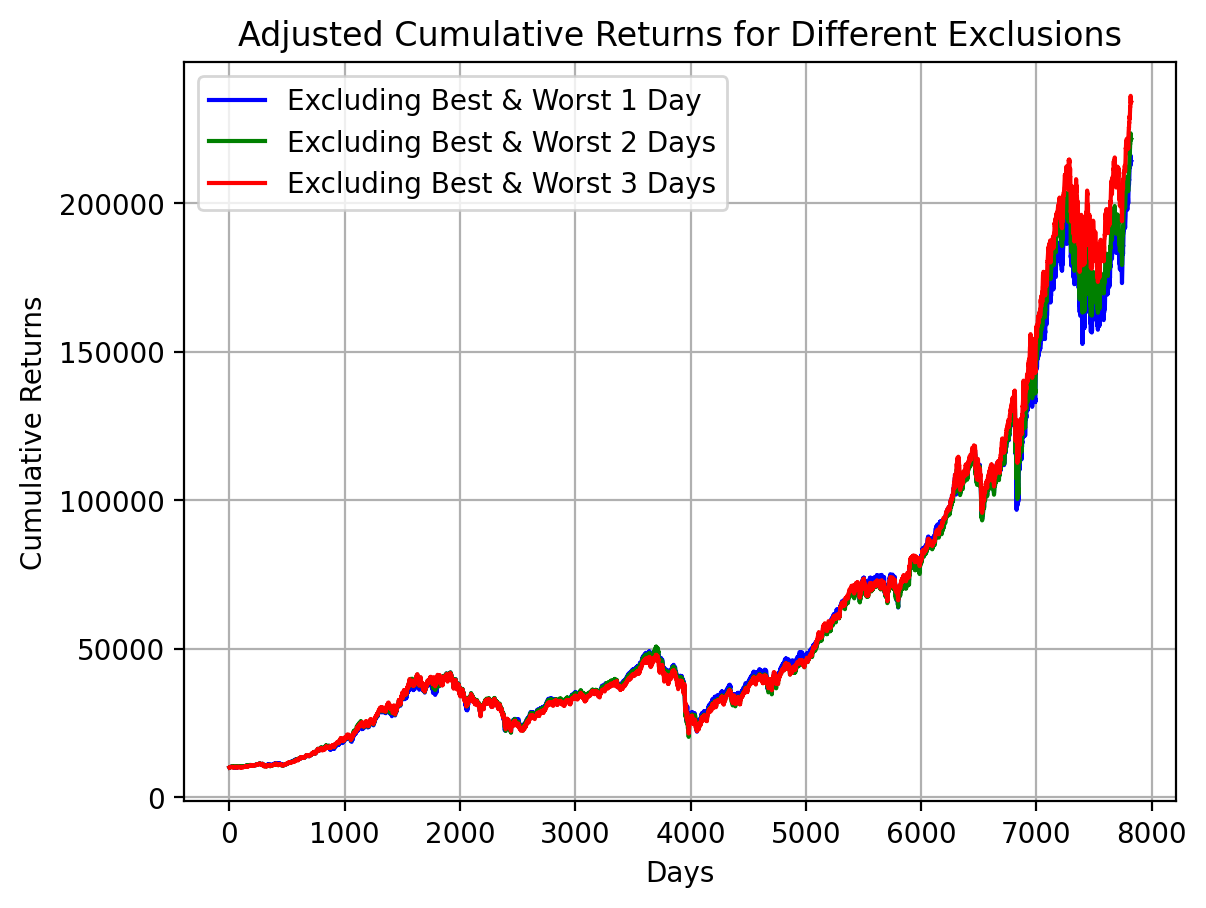 Adjusted Cumulative Returns for Different Exclusions
Excluding Best & Worst 1 Day
Excluding Best & Worst 2 Days
Excluding Best & Worst 3 Days
Cumulative Returns
200000
150000
100000
50000
0
0 1000 2000 3000 4000 5000 6000 7000 8000
Days